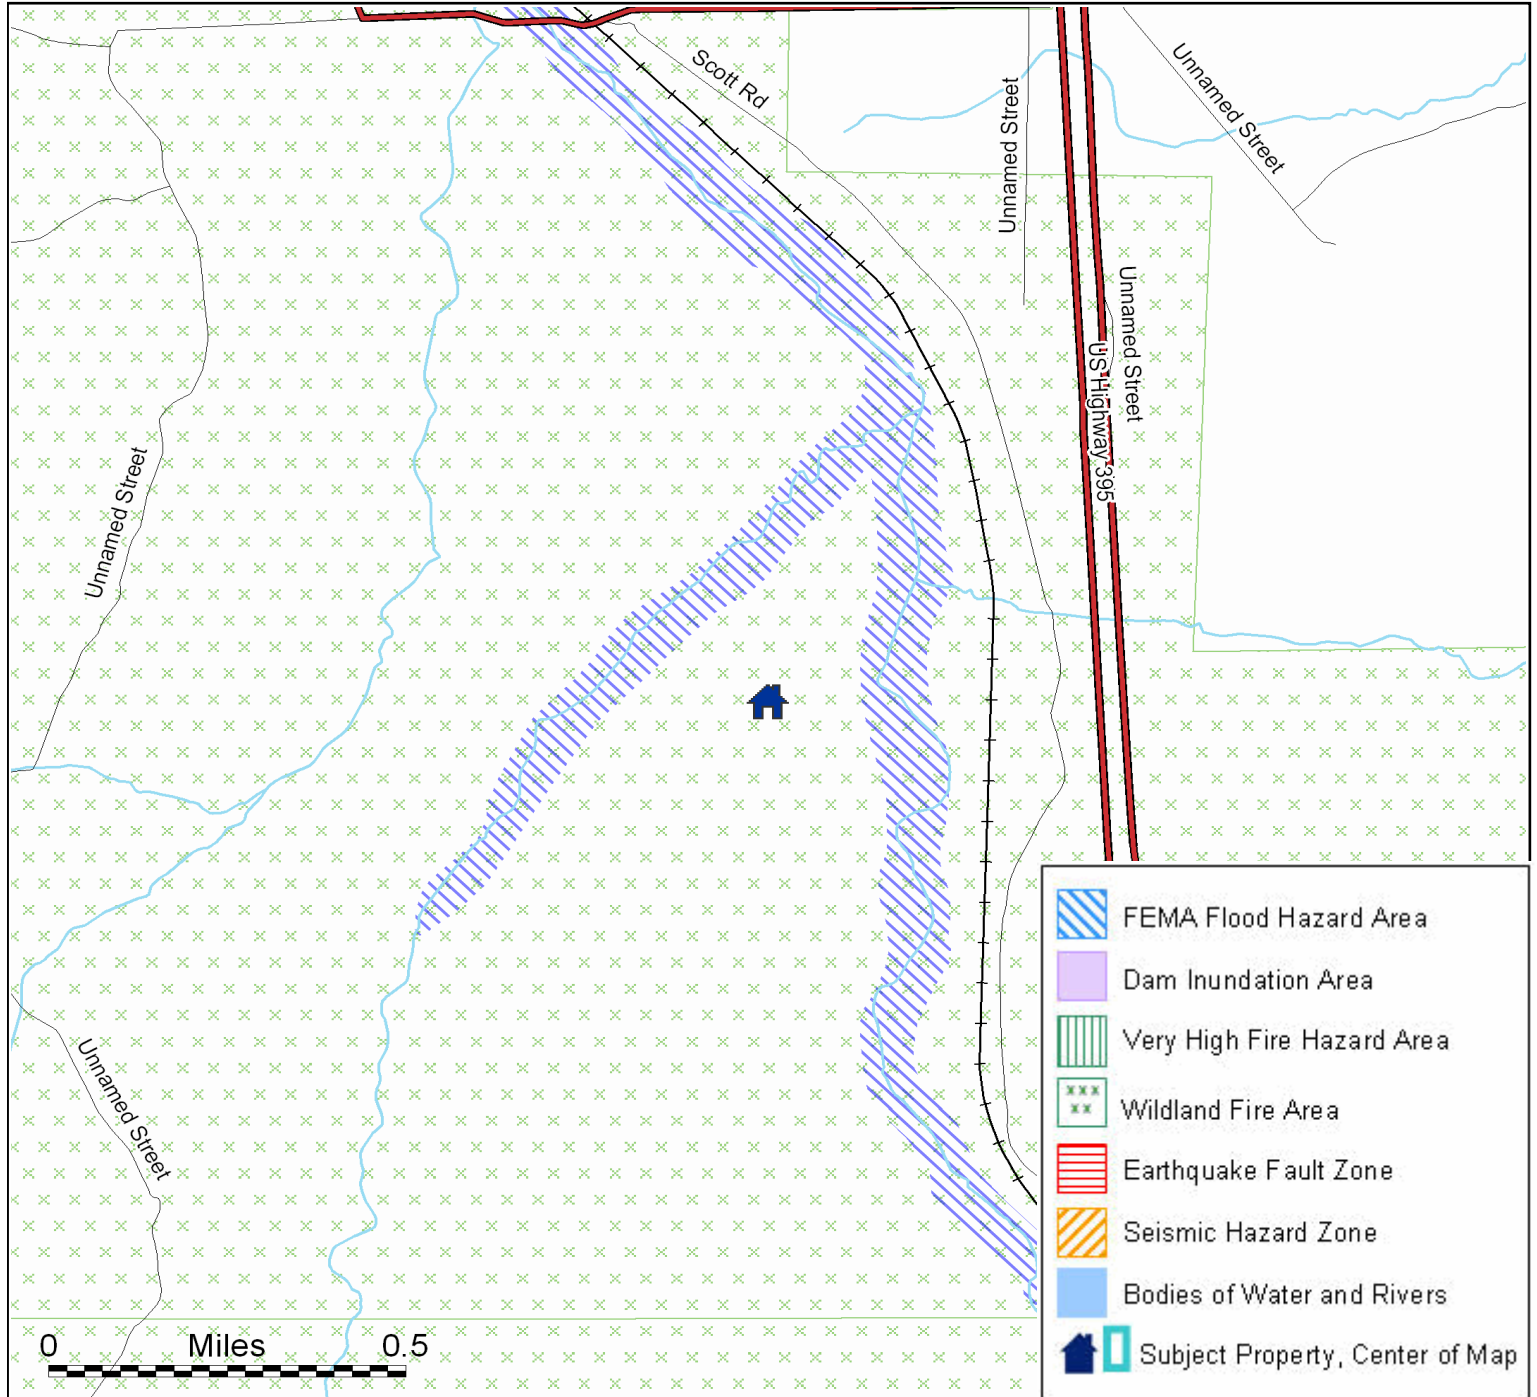 Scott Rd
Unnamed Street
Unnamed Street
Unnamed Street
US Highway 395
Unnamed Street
Unnamed Street
FEMA Flood Hazard Area
Dam Inundation Area
Very High Fire Hazard Area
Wildland Fire Area
Earthquake Fault Zone
Seismic Hazard Zone
Bodies of Water and Rivers
Subject Property, Center of Map
0 Miles 0.5